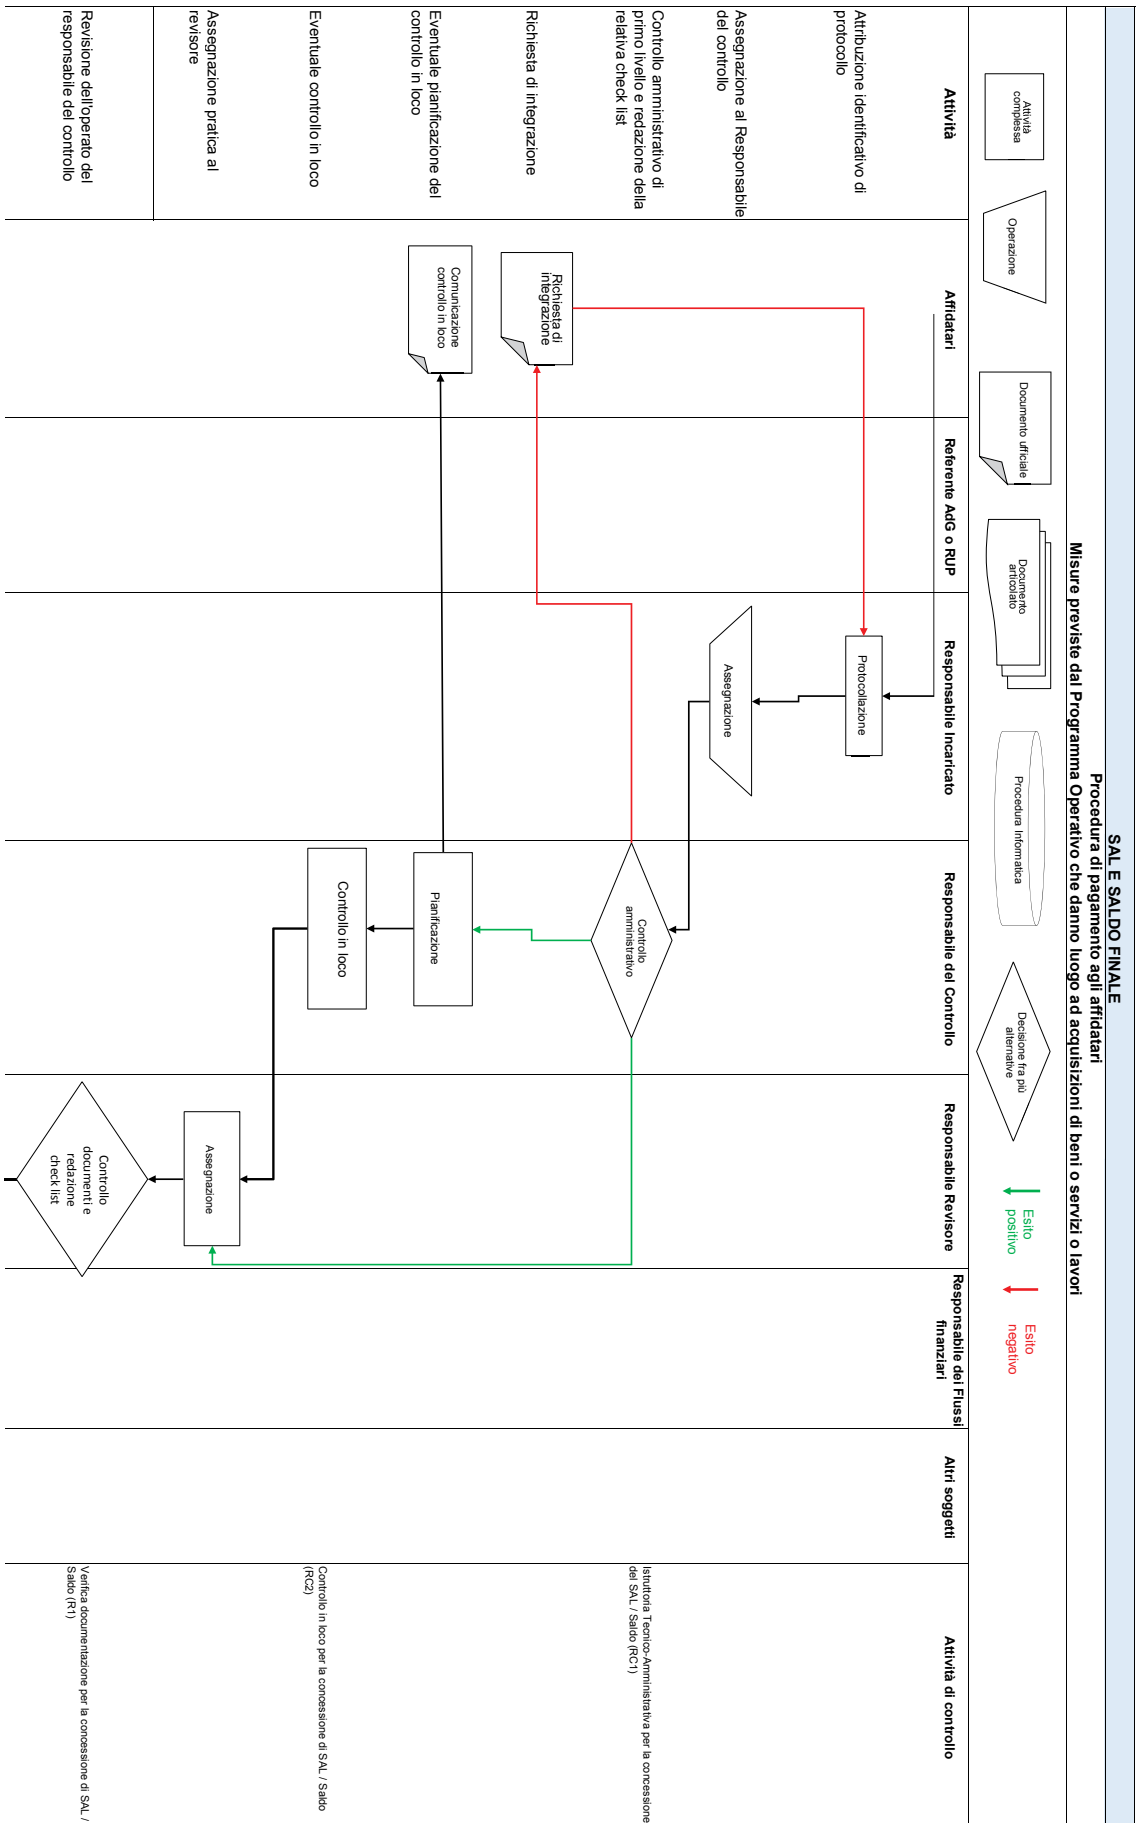 SAL E SALDO FINALE
Procedura di pagamento agli affidatari
Misure previste dal Programma Operativo che danno luogo ad acquisizioni di beni o servizi o lavori
Attività
complessa
Operazione
Documento ufficiale
Documento
articolato
Procedura Informatica
Decisione fra più
alternative
Esito
positivo
Esito
negativo
Attività
Affidatari
Referente AdG o RUP
Responsabile Incaricato
Responsabile del Controllo
Responsabile Revisore
Responsabile dei Flussi
finanziari
Altri soggetti
Attività di controllo
Attribuzione identificativo di
protocollo
Protocollazione
Assegnazione al Responsabile
del controllo
Assegnazione
Controllo amministrativo di
primo livello e redazione della
relativa check list
Controllo
amministrativo
Istruttoria Tecnico-Amministrativa per la concessione
del SAL / Saldo (RC1)
Richiesta di integrazione
Richiesta di
integrazione
Eventuale pianificazione del
controllo in loco
Comunicazione
controllo in loco
Pianificazione
Eventuale controllo in loco
Controllo in loco
Controllo in loco per la concessione di SAL / Saldo
(RC2)
Assegnazione pratica al
revisore
Assegnazione
Revisione dell'operato del
responsabile del controllo
Controllo
documenti e
redazione
check list
Verifica documentazione per la concessione di SAL /
Saldo (R1)